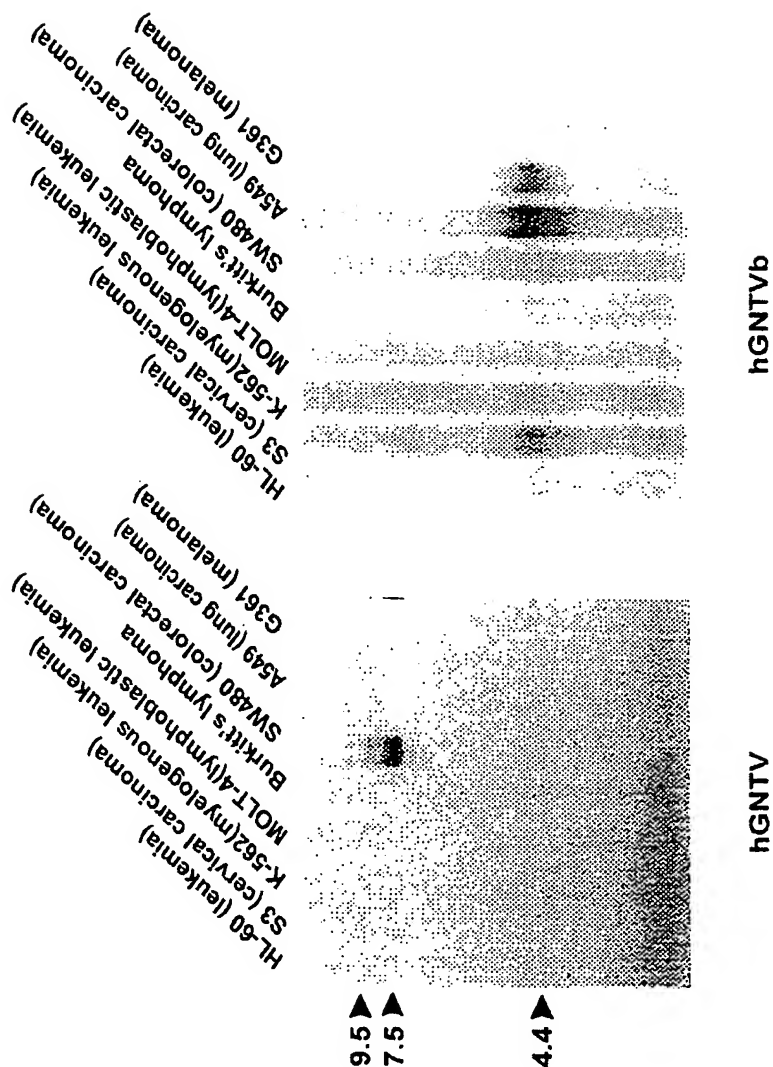 HL-60 (leukemia)
S3 (cervical carcinoma)
K-562(myelogenous leukemia)
MOLT-4(lymphoblastic leukemia)
Burkitt's lymphoma
SW480 (colorectal carcinoma)
A549 (lung carcinoma)
G361 (melanoma)
9.5
7.5
4.4
hGNTV
HL-60 (leukemia)
S3 (cervical carcinoma)
K-562(myelogenous leukemia)
MOLT-4(lymphoblastic leukemia)
Burkitt's lymphoma
SW480 (colorectal carcinoma)
A549 (lung carcinoma)
G361 (melanoma)
hGNTVb